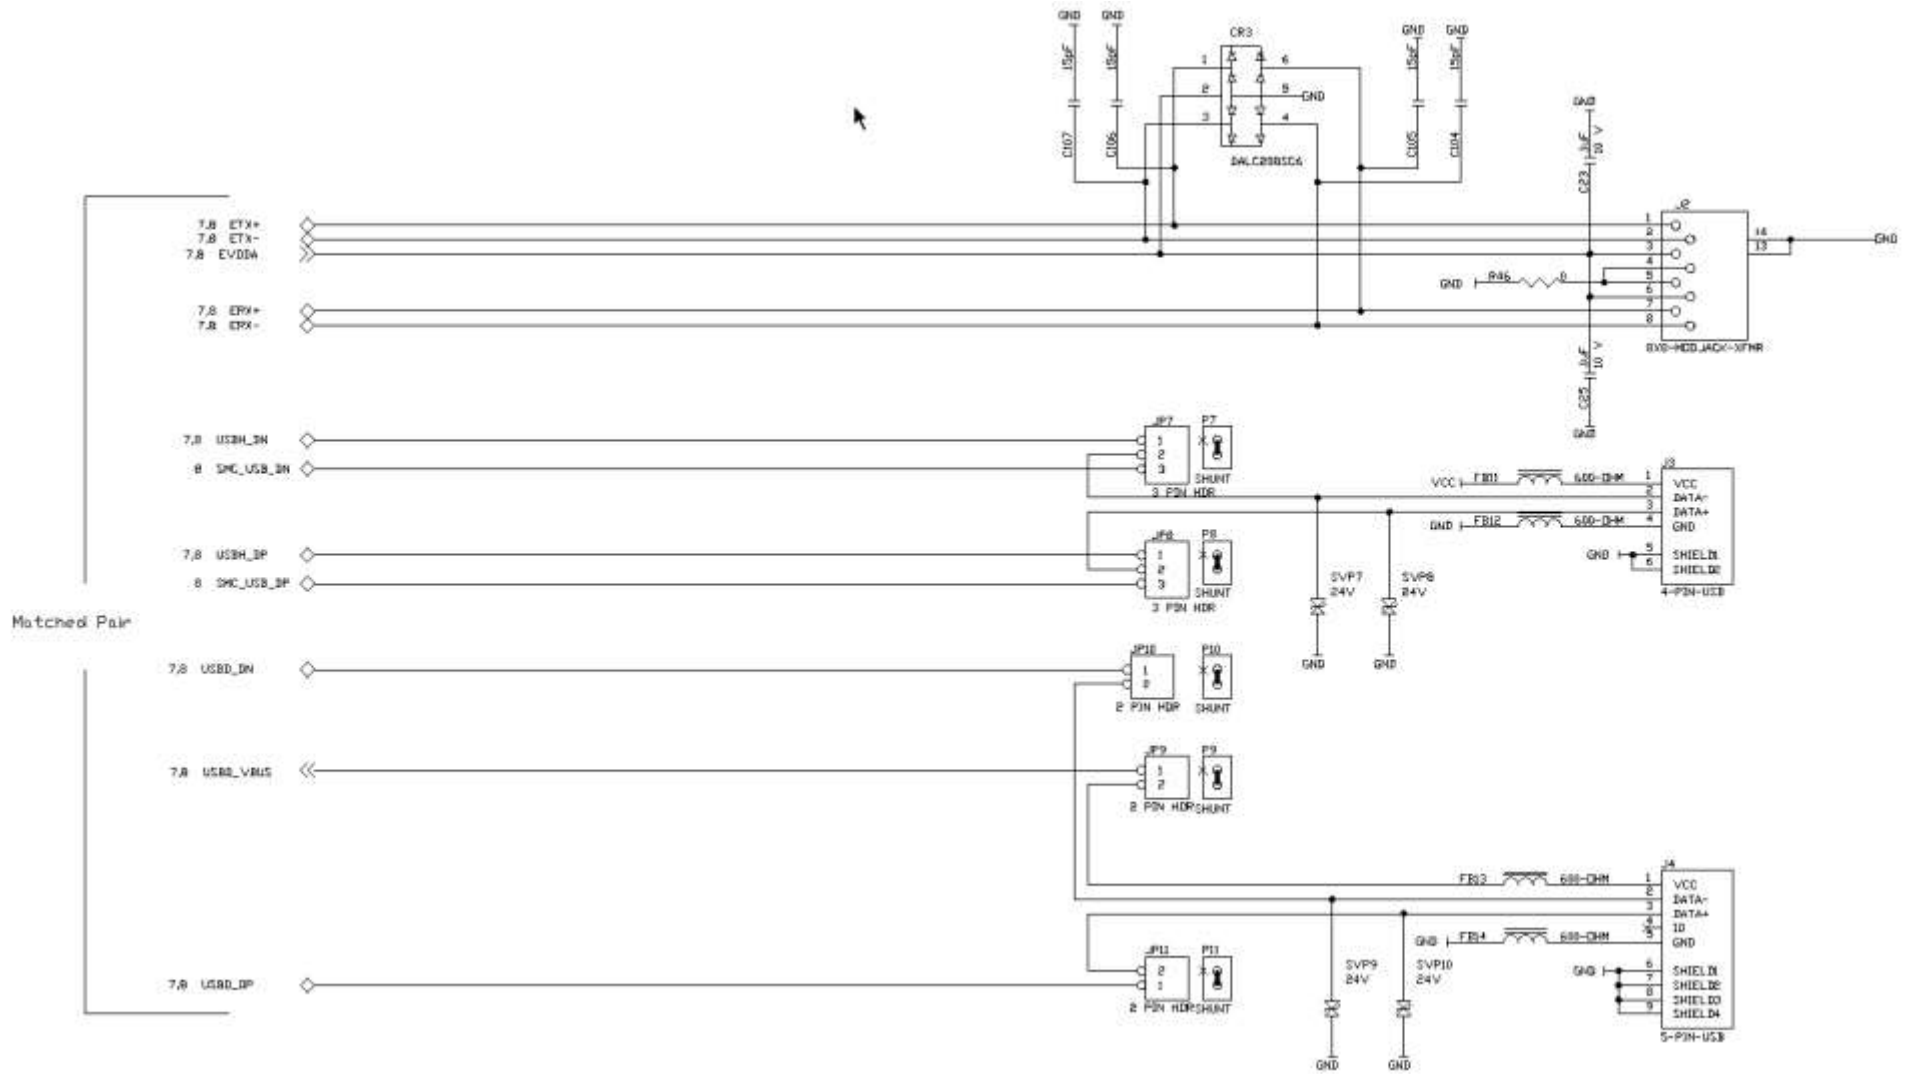 GND GND
CR3
GND GND
15pF 15pF 15pF 15pF
1 6
2 5 GND
3 4
C107 C106 C105 C104
DALC208SC6
GND
.1uF
10 V
C23
J2
7,8 ETX+ 1
7,8 ETX- 2 14 GND
7,8 EVDDA 3 13
4
GND R46 0 5
6
7,8 ERX+ 7
7,8 ERX- 8
8V8-MODJACK-XFMR
.1uF
10 V
C25
GND
JP7 P7
7,8 USBH_DN 1
2
8 SMC_USB_DN 3
SHUNT
3 PIN HDR
J3
VCC FB11 600-OHM 1 VCC
2 DATA-
3 DATA+
GND FB12 600-OHM 4 GND
JP8 P8
7,8 USBH_DP 1 GND 5 SHIELD1
2 6 SHIELD2
8 SMC_USB_DP 3
SHUNT
3 PIN HDR
SVP7 SVP8
24V 24V
4-PIN-USB
Matched Pair
GND GND
JP10 P10
7,8 USBD_DN 1
2
2 PIN HDR SHUNT
JP9 P9
7,8 USBD_VBUS 1
2
2 PIN HDR SHUNT
J4
FB13 600-OHM 1 VCC
2 DATA-
3 DATA+
4 ID
GND FB14 600-OHM 5 GND
JP11 P11
SVP9 SVP10
24V 24V
2 GND 6 SHIELD1
7,8 USBD_DP 1 7 SHIELD2
8 SHIELD3
2 PIN HDR SHUNT 9 SHIELD4
5-PIN-USB
GND GND